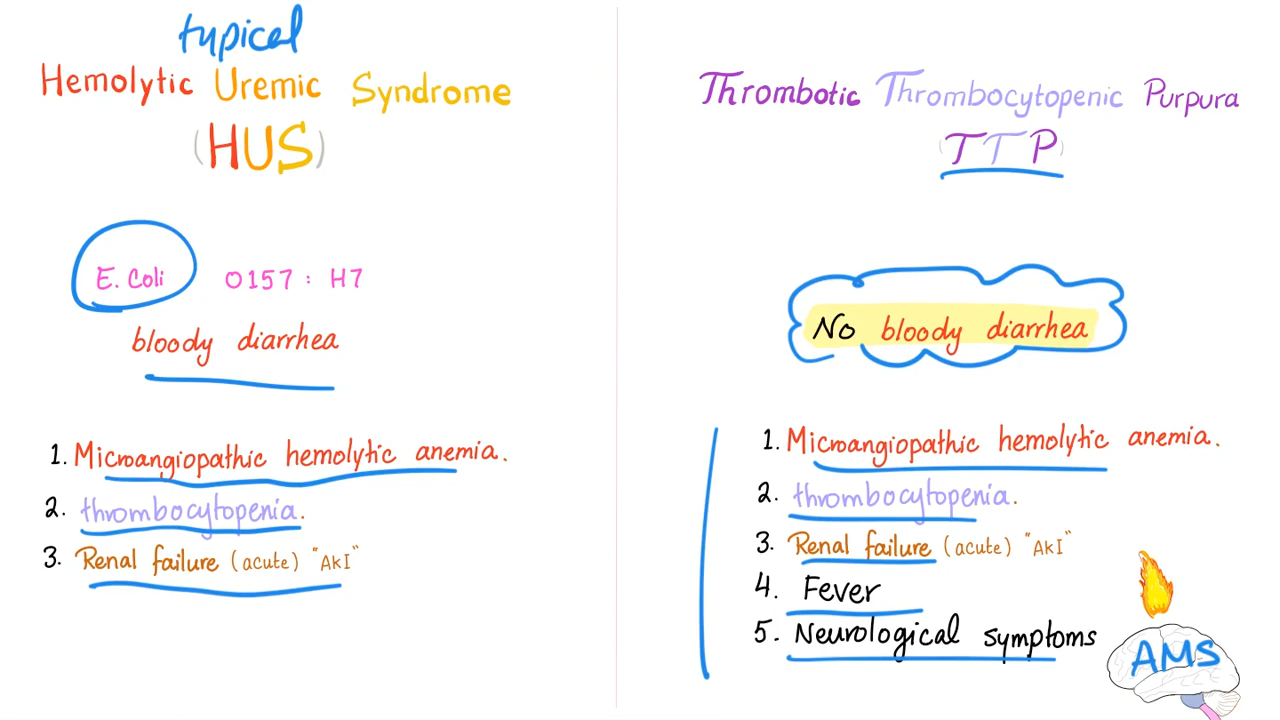 typical
Hemolytic Uremic Syndrome
(HUS)
E. Coli O157 : H7
bloody diarrhea
1. Microangiopathic hemolytic anemia.
2. thrombocytopenia.
3. Renal failure (acute) "AkI"
Thrombotic Thrombocytopenic Purpura
(TTP)
No bloody diarrhea
1. Microangiopathic hemolytic anemia.
2. thrombocytopenia.
3. Renal failure (acute) "AkI"
4. Fever
5. Neurological symptoms
AMS